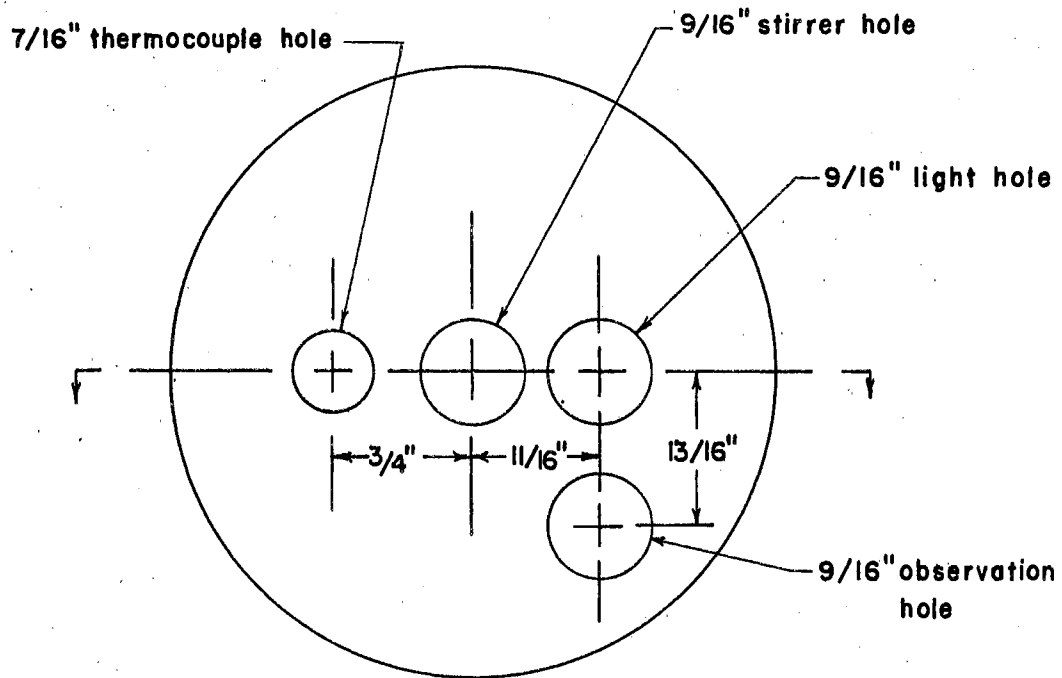 7/16" thermocouple hole
9/16" stirrer hole
9/16" light hole
3/4"
11/16"
13/16"
9/16" observation
hole